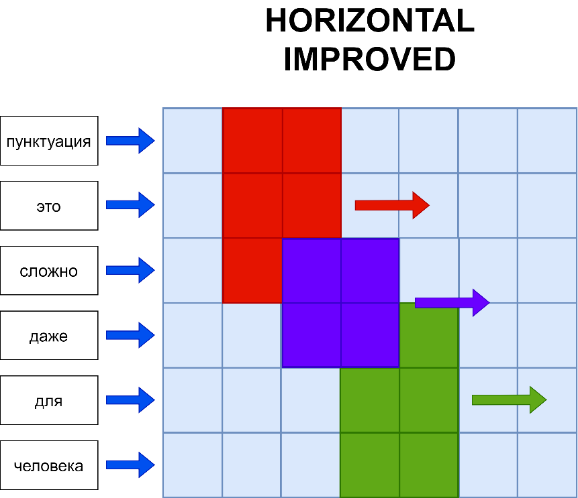 HORIZONTAL
IMPROVED
пунктуация
это
сложно
даже
для
человека